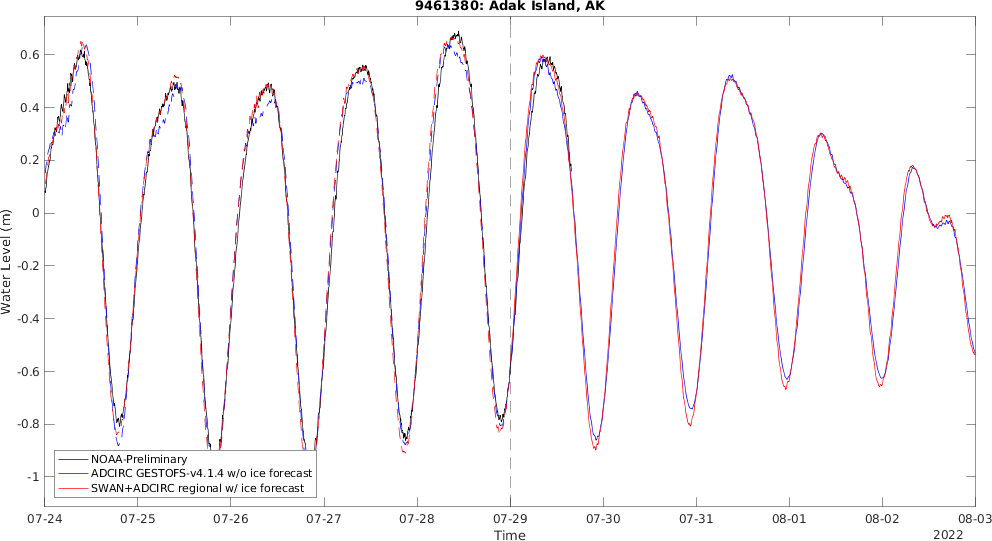 9461380: Adak Island, AK
Water Level (m)
0.6
0.4
0.2
0
-0.2
-0.4
-0.6
-0.8
-1
NOAA-Preliminary
ADCIRC GESTOFS-v4.1.4 w/o ice forecast
SWAN+ADCIRC regional w/ ice forecast
07-24 07-25 07-26 07-27 07-28 07-29 07-30 07-31 08-01 08-02 08-03
Time
2022